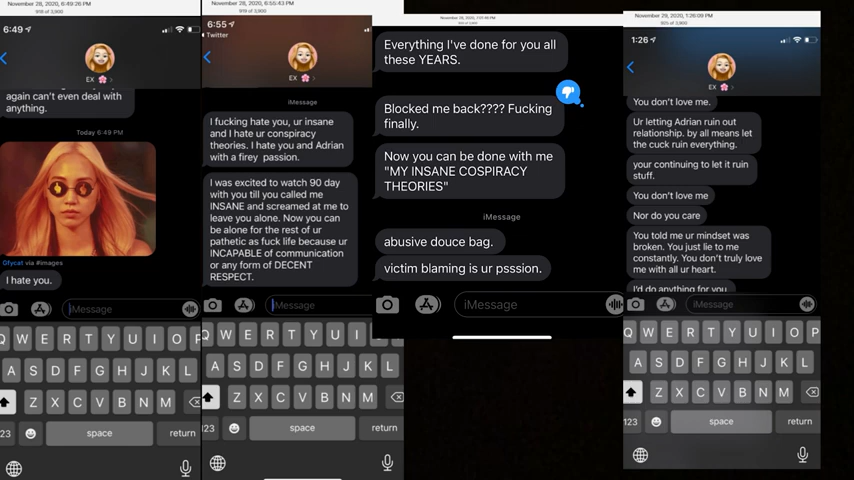 November 28, 2020, 6:49:26 PM
6:49
EX 🌸 >
again can't even deal with
anything.
Today 6:49 PM
Gfycat via #images
I hate you.
iMessage
Q W E R T Y U I O P
A S D F G H J K L
Z X C V B N M
123
space
return
November 28, 2020, 6:55:43 PM
6:55
Twitter
EX 🌸 >
iMessage
I fucking hate you, ur insane
and I hate ur conspiracy
theories. I hate you and Adrian
with a firey passion.
I was excited to watch 90 day
with you till you called me
INSANE and screamed at me to
leave you alone. Now you can
be alone for the rest of ur
pathetic as fuck life because ur
INCAPABLE of communication
or any form of DECENT
RESPECT.
iMessage
Q W E R T Y U I
A S D F G H J K L
Z X C V B N M
123
space
return
Everything I've done for you all
these YEARS.
Blocked me back???? Fucking
finally.
Now you can be done with me
"MY INSANE COSPIRACY
THEORIES"
iMessage
abusive douce bag.
victim blaming is ur psssion.
iMessage
November 29, 2020, 1:26:09 PM
1:26
EX 🌸 >
You don't love me.
Ur letting Adrian ruin out
relationship. by all means let
the cuck ruin everything.
your continuing to let it ruin
stuff.
You don't love me
Nor do you care
You told me ur mindset was
broken. You just lie to me
constantly. You don't truly love
me with all ur heart.
I'd do anything for you.
iMessage
Q W E R T Y U I O P
A S D F G H J K L
Z X C V B N M
123
space
return